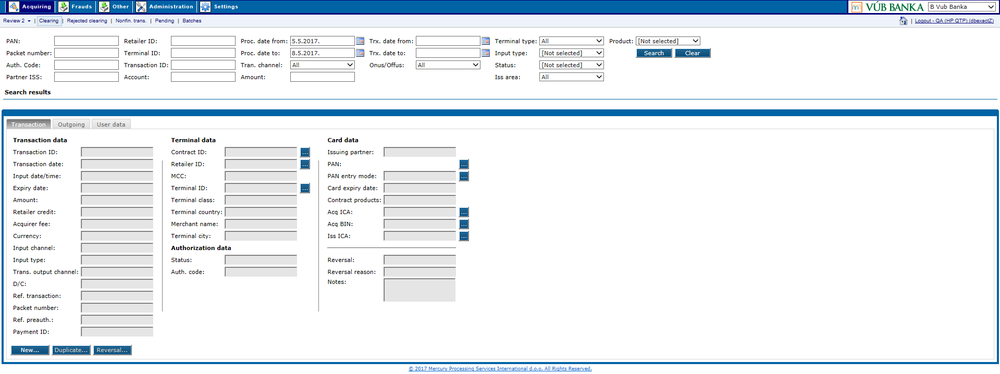 Acquiring Frauds Other Administration Settings VÚB BANKA B Vub Banka
Review 2 | Clearing | Rejected clearing | Nonfin. trans. | Pending | Batches | Logout - QA (HP QTP) (dbexactZ)
PAN: Retailer ID: Proc. date from: 5.5.2017. Trx. date from: Terminal type: All Product: [Not selected]
Packet number: Terminal ID: Proc. date to: 8.5.2017. Trx. date to: Input type: [Not selected] Search Clear
Auth. Code: Transaction ID: Tran. channel: All Onus/Offus: All Status: [Not selected]
Partner ISS: Account: Amount: Iss area: All
Search results
Transaction Outgoing User data
Transaction data Terminal data Card data
Transaction ID: Contract ID: ... Issuing partner:
Transaction date: Retailer ID: ... PAN: ...
Input date/time: MCC: PAN entry mode: ...
Expiry date: Terminal ID: ... Card expiry date:
Amount: Terminal class: Contract products:
Retailer credit: Terminal country: Acq ICA: ...
Acquirer fee: Merchant name: Acq BIN: ...
Currency: Terminal city: Iss ICA: ...
Input channel: Authorization data
Input type: Status: Reversal:
Trans. output channel: Auth. code: Reversal reason:
D/C: Notes:
Ref. transaction:
Packet number:
Ref. preauth.:
Payment ID:
New... Duplicate... Reversal...
© 2017 Mercury Processing Services International d.o.o. All Rights Reserved.